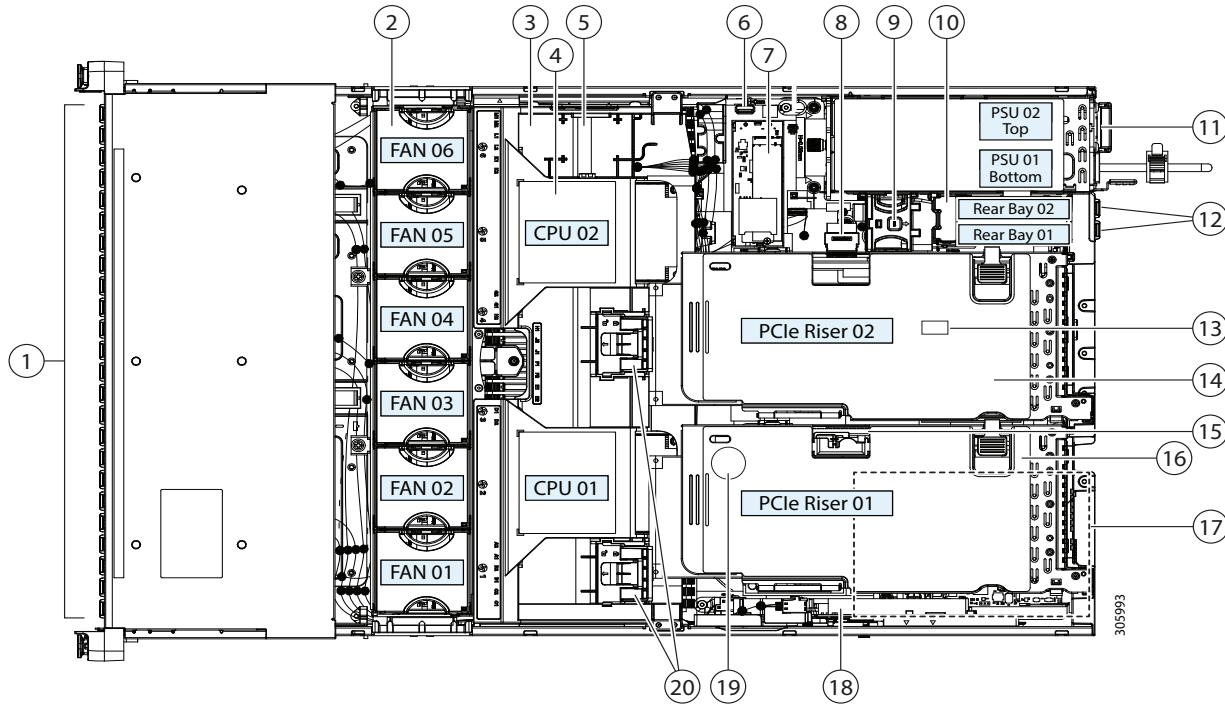 2
3
5
6
8
9
10
4
7
PSU 02
Top
11
FAN 06
PSU 01
Bottom
Rear Bay 02
12
FAN 05
CPU 02
Rear Bay 01
FAN 04
PCIe Riser 02
13
1
14
FAN 03
15
16
FAN 02
CPU 01
PCIe Riser 01
17
FAN 01
305993
20
19
18